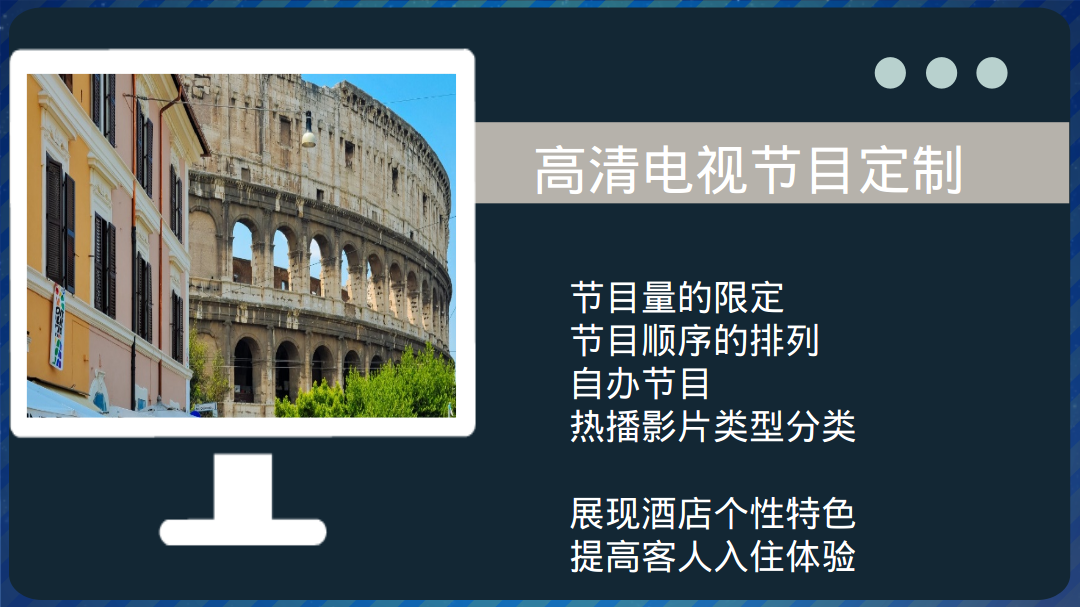 高清电视节目定制
节目量的限定
节目顺序的排列
自办节目
热播影片类型分类
展现酒店个性特色
提高客人入住体验